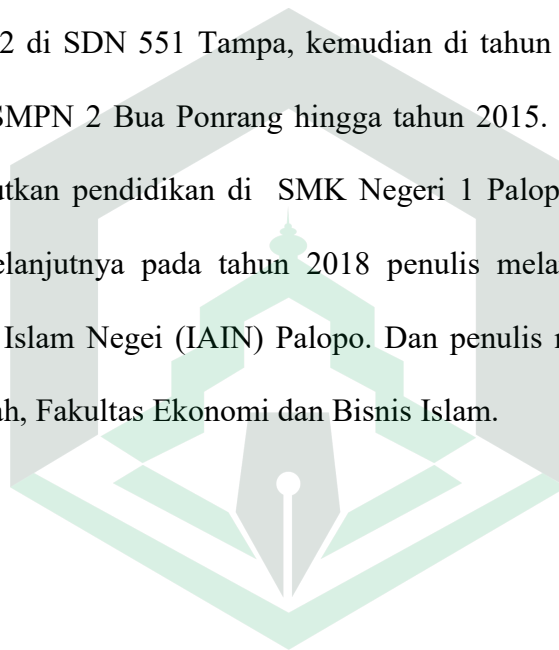 2 di SDN 551 Tampa, kemudian di tahun
SMPN 2 Bua Ponrang hingga tahun 2015.
utkan pendidikan di SMK Negeri 1 Palop
elanjutnya pada tahun 2018 penulis mela
Islam Negei (IAIN) Palopo. Dan penulis
ah, Fakultas Ekonomi dan Bisnis Islam.